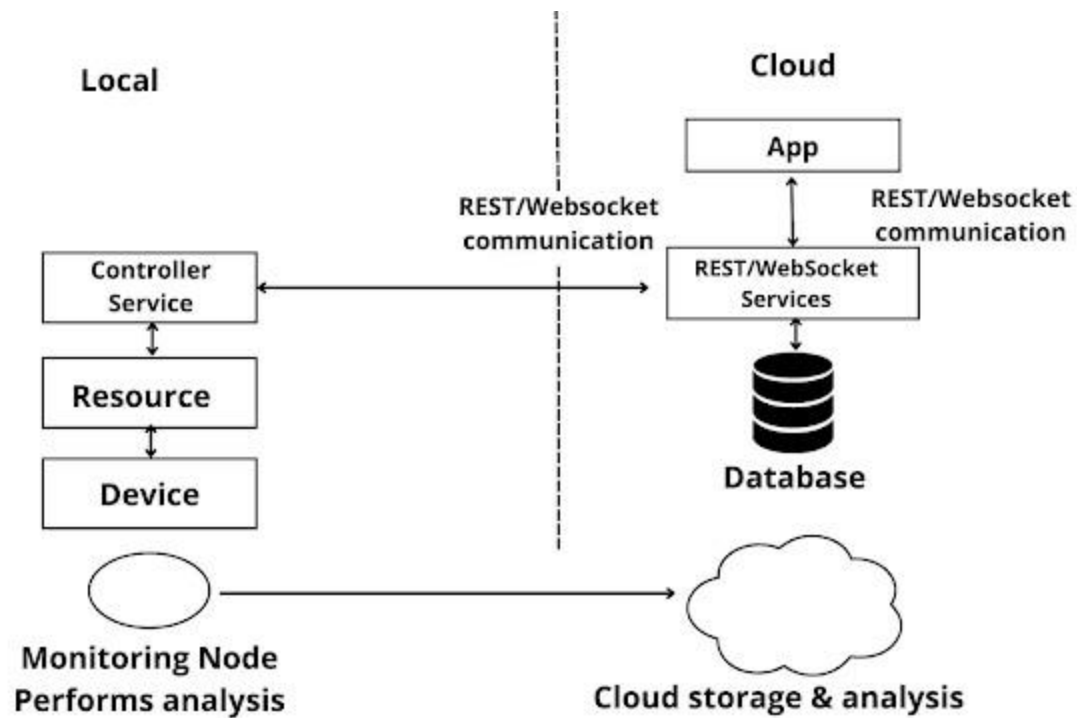 Local
Cloud
App
REST/Websocket
communication
REST/Websocket
communication
Controller
Service
REST/WebSocket
Services
Resource
Device
Database
Monitoring Node
Performs analysis
Cloud storage & analysis